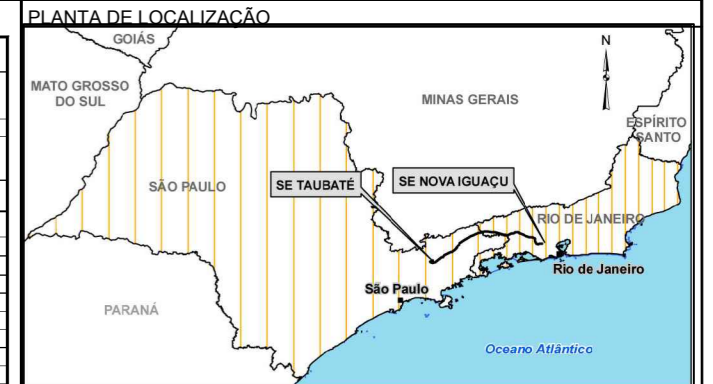 PLANTA DE LOCALIZAÇÃO
GOIÁS
N
MATO GROSSO
DO SUL
MINAS GERAIS
ESPÍRITO
SANTO
SÃO PAULO
SE TAUBATÉ
SE NOVA IGUAÇU
RIO DE JANEIRO
Rio de Janeiro
São Paulo
PARANÁ
Oceano Atlântico